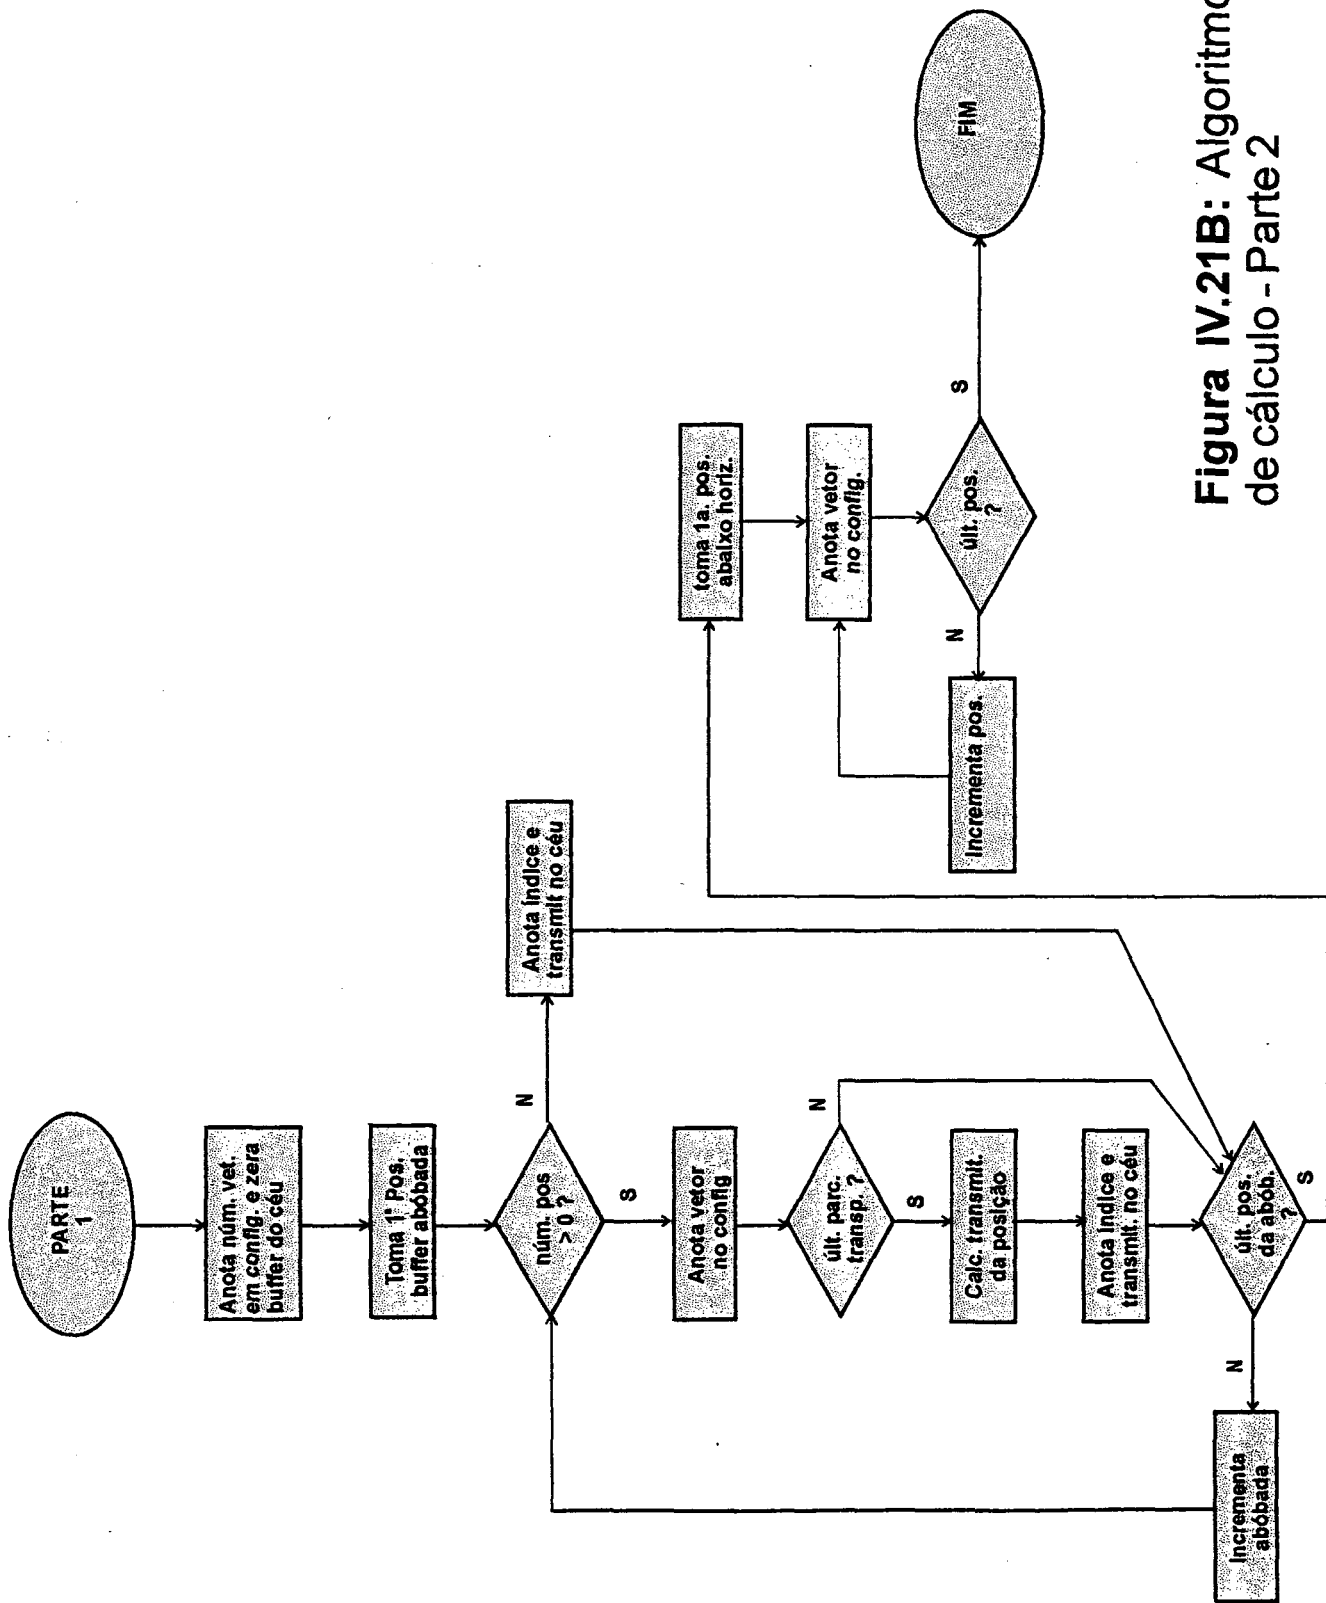 PARTE
1
Anota núm. vet.
em config. e zera
buffer do céu
Toma 1ª Pos.
buffer abóbada
núm. pos
> 0 ?
N
Anota índice e
transmit no céu
S
Anota vetor
no config
últ. parc.
transp. ?
N
S
Calc. transmit.
da posição
Anota índice e
transmit. no céu
últ. pos.
da abób.
?
N
S
Incrementa
abóbada
toma 1a. pos.
abaixo horiz.
Anota vetor
no config.
últ. pos.
?
N
S
Incrementa pos.
FIM
Figura IV.21B: Algoritmo
de cálculo - Parte 2